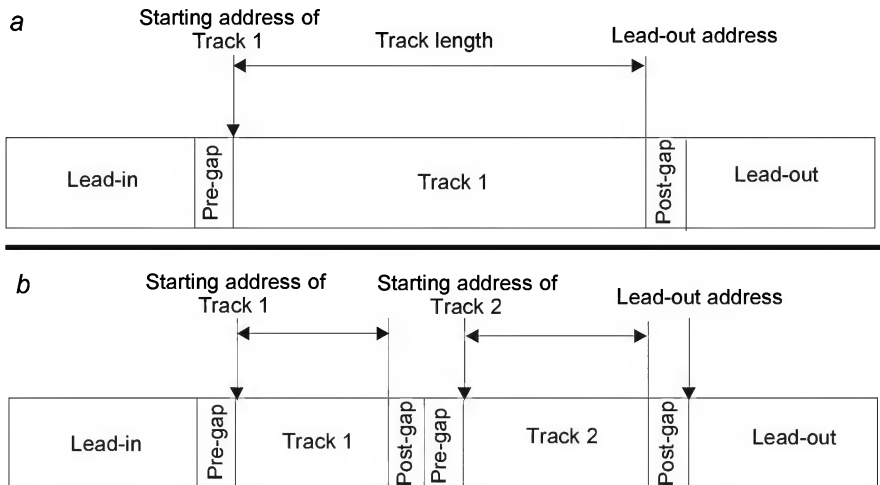 a
Starting address of
Track 1
Track length
Lead-out address
Lead-in
Pre-gap
Track 1
Post-gap
Lead-out
b
Starting address of
Track 1
Starting address of
Track 2
Lead-out address
Lead-in
Pre-gap
Track 1
Post-gap
Pre-gap
Track 2
Post-gap
Lead-out